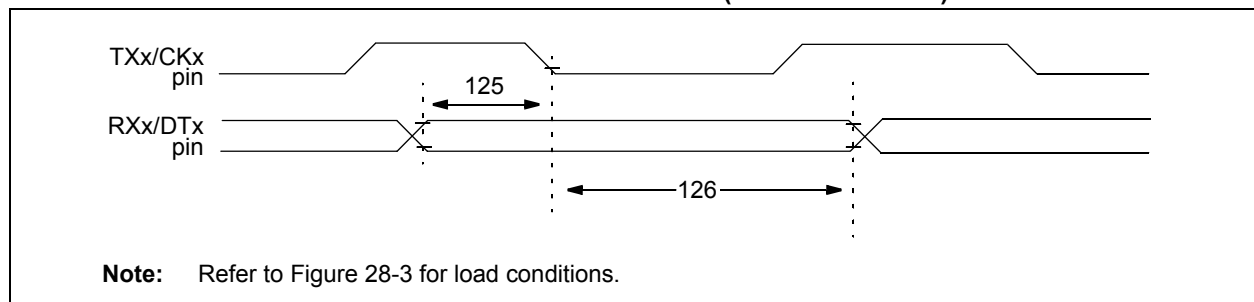 TXx/CKx
pin
125
RXx/DTx
pin
126
Note: Refer to Figure 28-3 for load conditions.